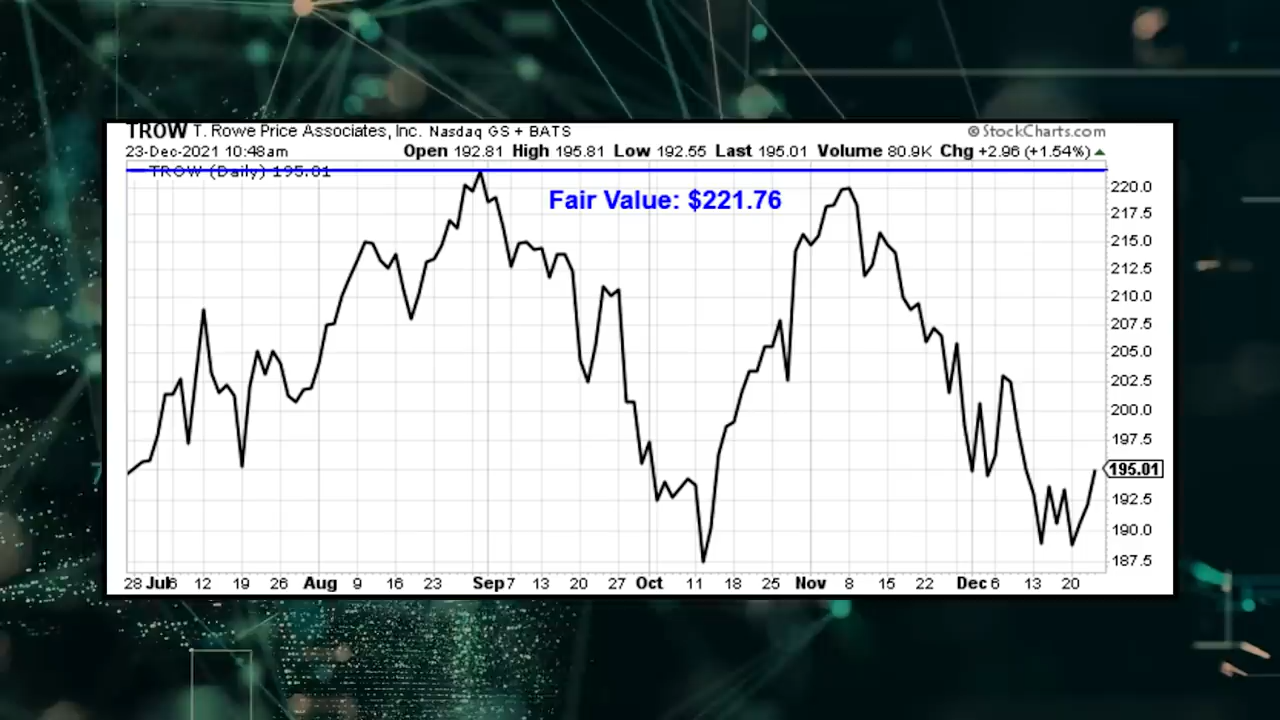 TROW T. Rowe Price Associates, Inc. Nasdaq GS + BATS © StockCharts.com
23-Dec-2021 10:48am Open 192.81 High 195.81 Low 192.55 Last 195.01 Volume 80.9K Chg +2.96 (+1.54%)
TROW (Daily) 195.01
Fair Value: $221.76
220.0
217.5
215.0
212.5
210.0
207.5
205.0
202.5
200.0
197.5
195.01
192.5
190.0
187.5
28 Jul 6 12 19 26 Aug 9 16 23 Sep 7 13 20 27 Oct 11 18 25 Nov 8 15 22 Dec 6 13 20